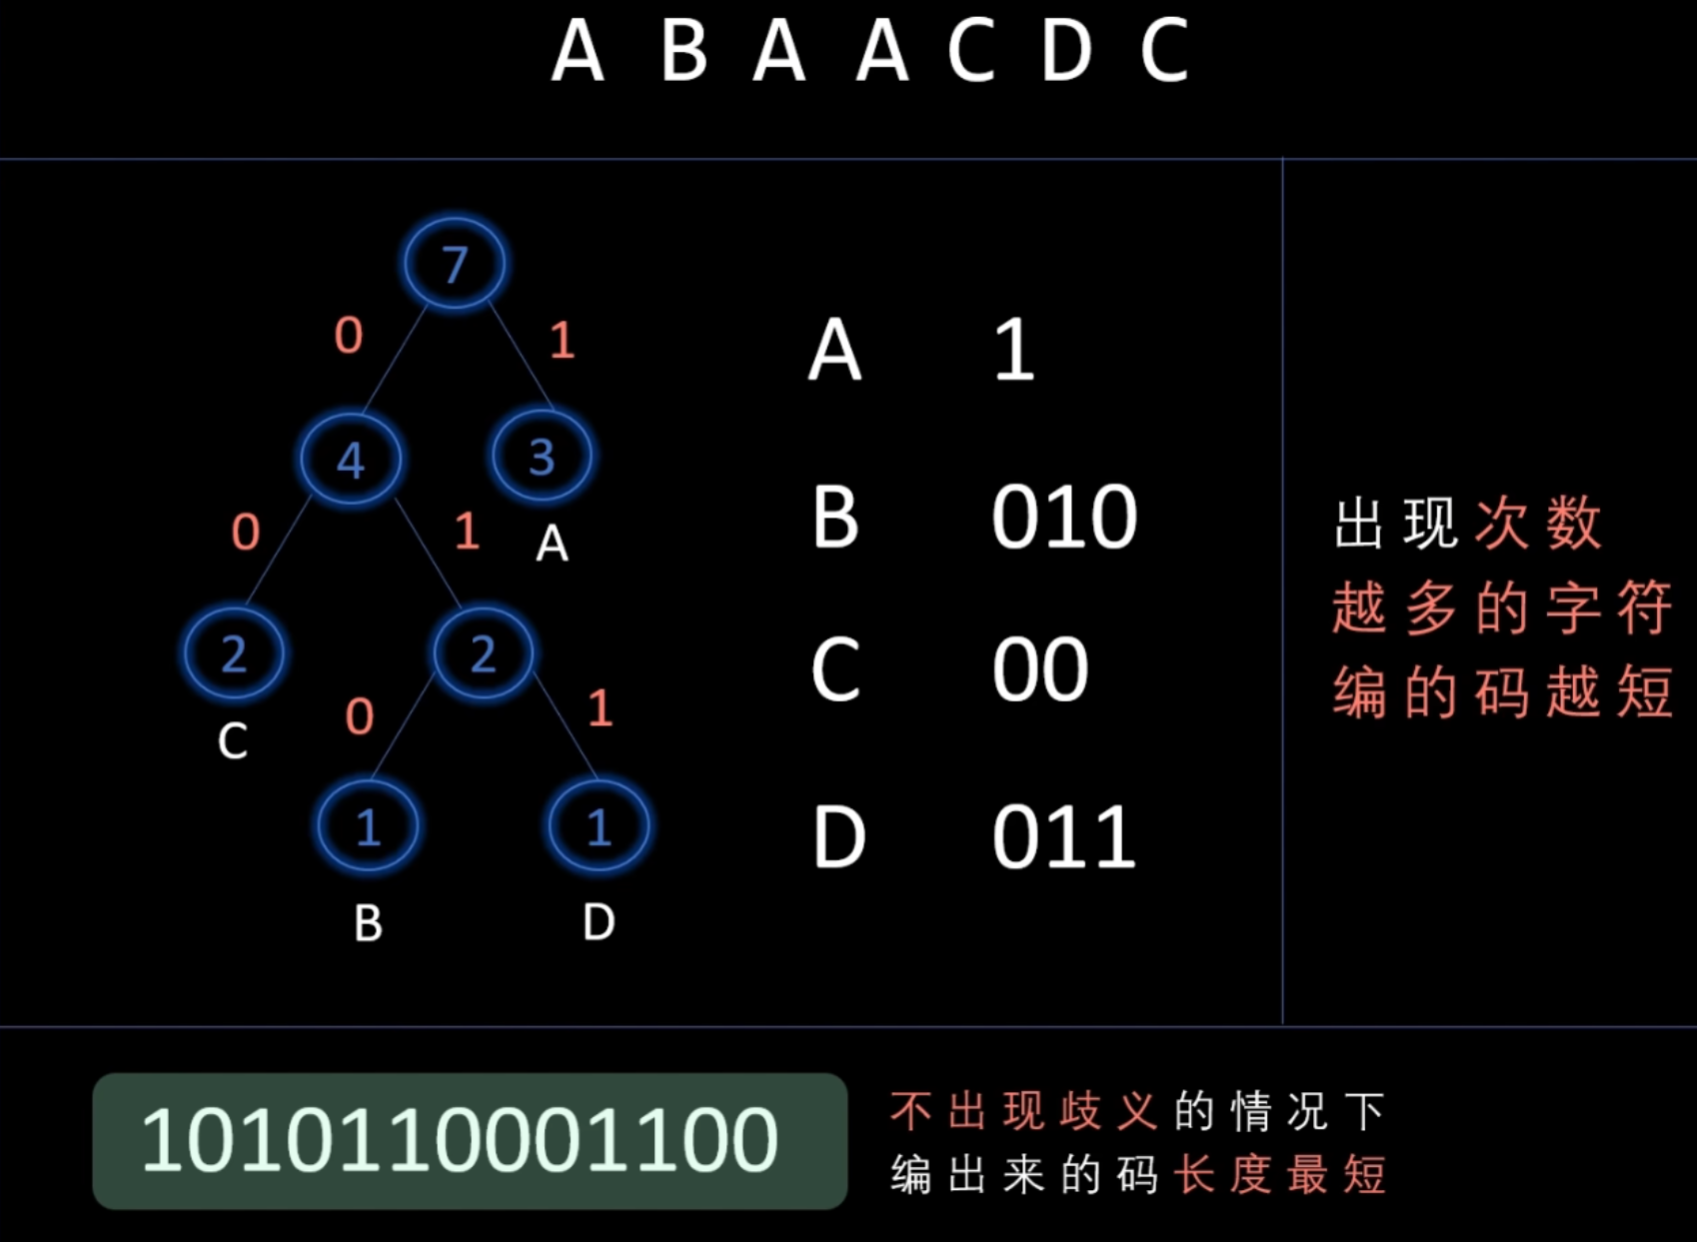 A B A A C D C
7
0 1
4 3
0 1 A
2 2
C 0 1
1 1
B D
A 1
B 010
C 00
D 011
出现次数
越多的字符
编的码越短
1010110001100
不出现歧义的情况下
编出来的码长度最短